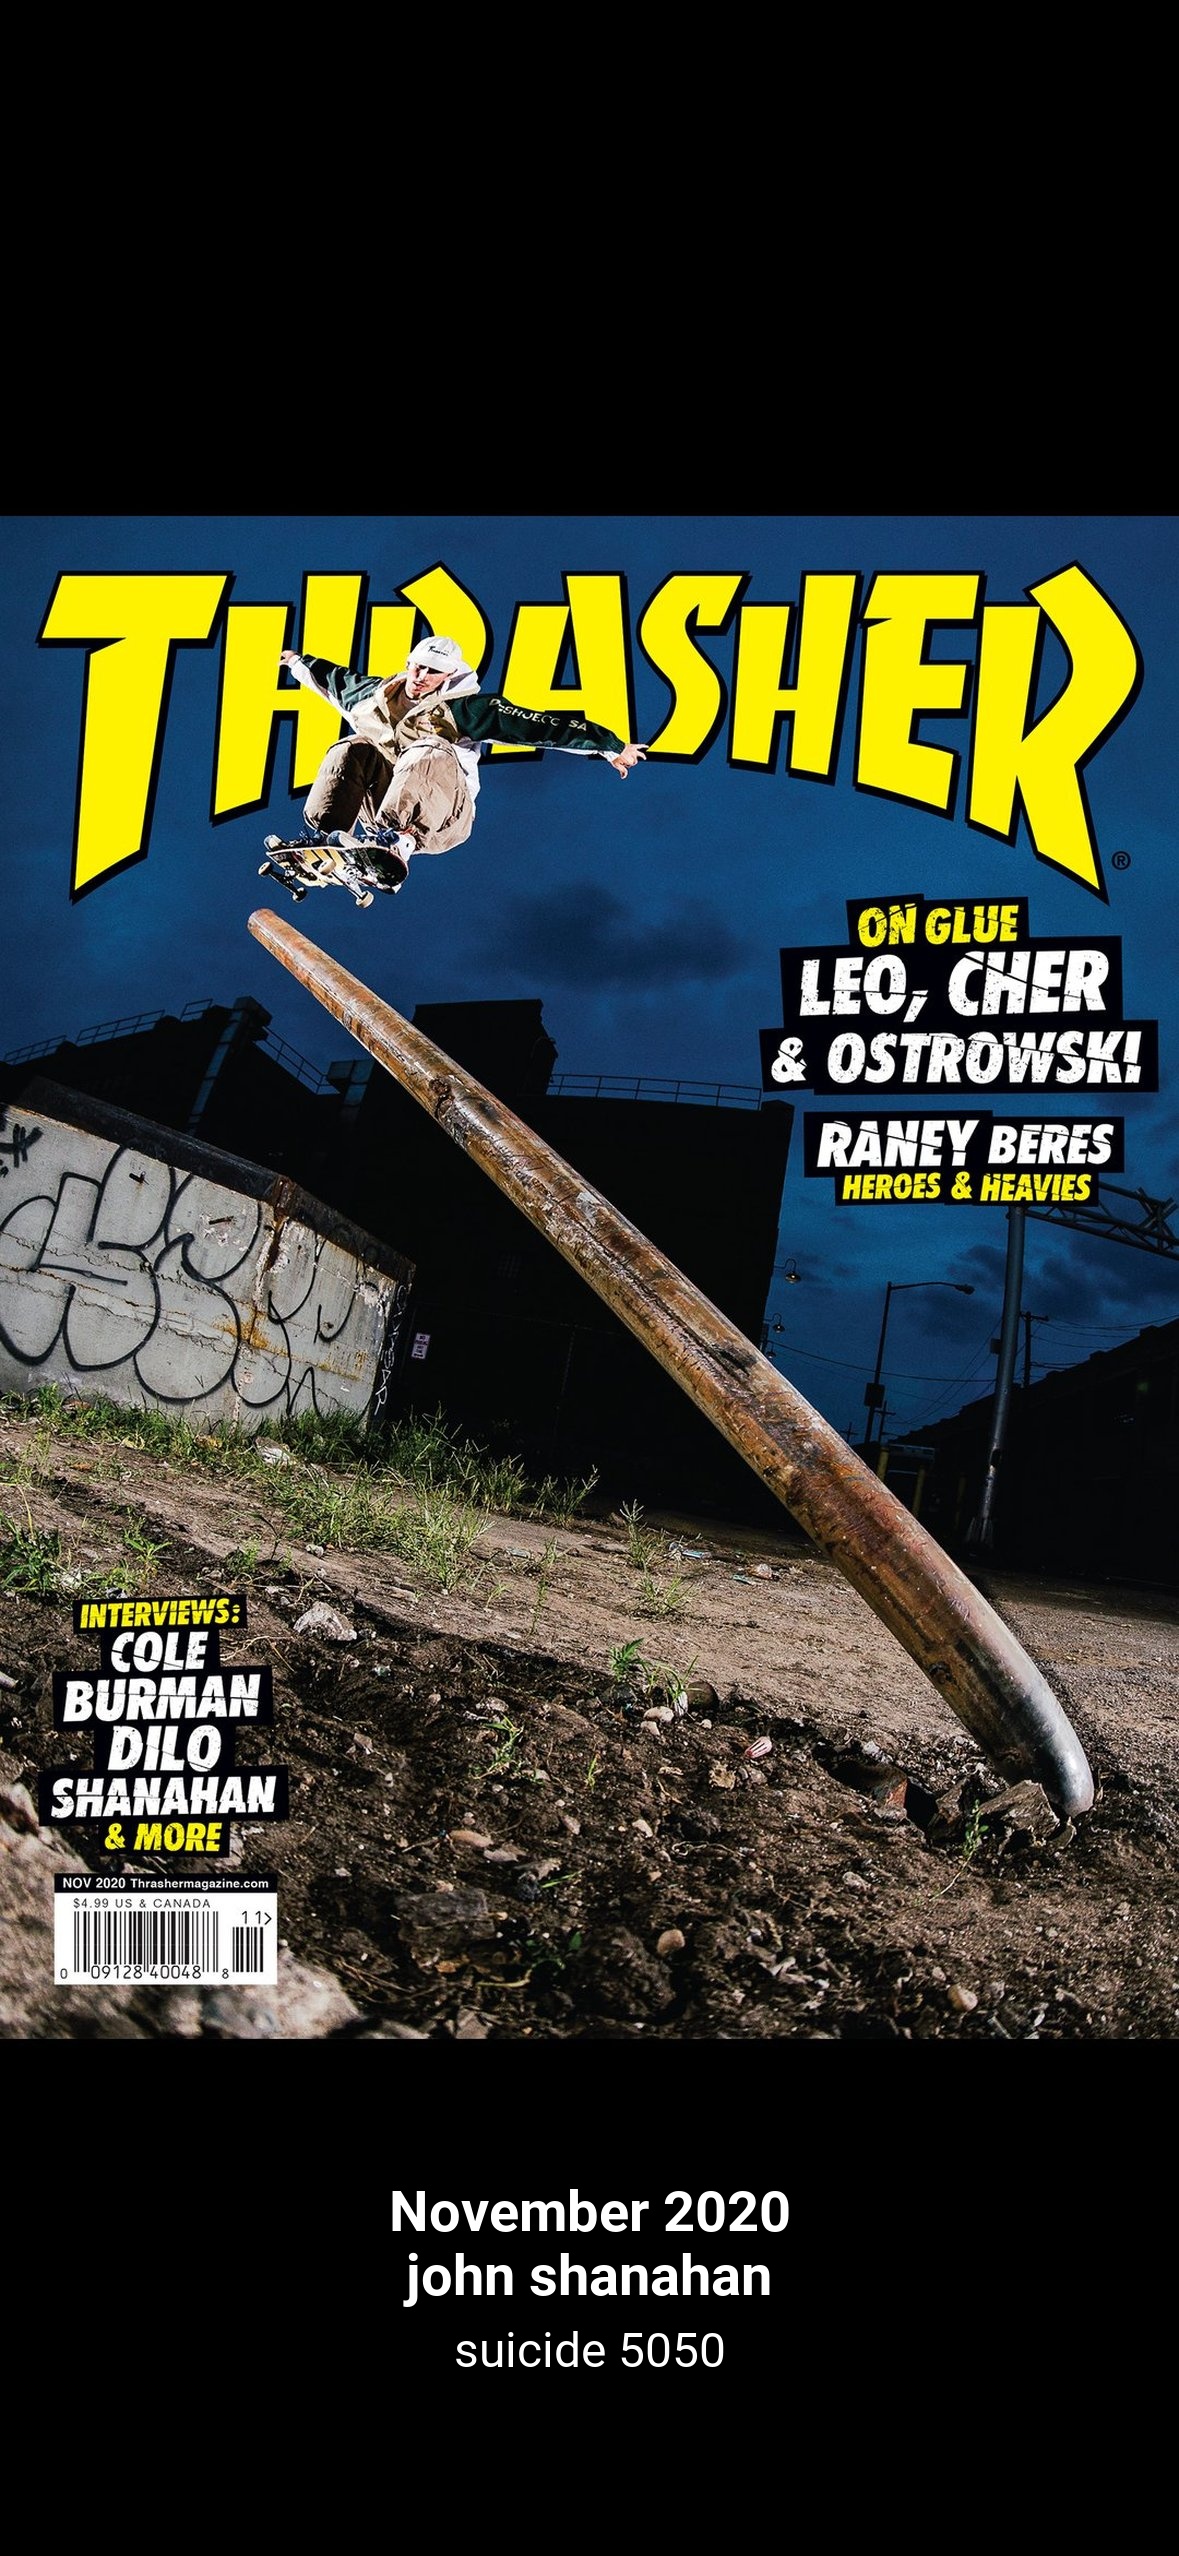 THRASHER
®
ON GLUE
LEO, CHER
& OSTROWSKI
RANEY BERES
HEROES & HEAVIES
INTERVIEWS:
COLE
BURMAN
DILO
SHANAHAN
& MORE
NOV 2020 Thrashermagazine.com
$4.99 US & CANADA
11>
0 09128 40048 8
November 2020
john shanahan
suicide 5050